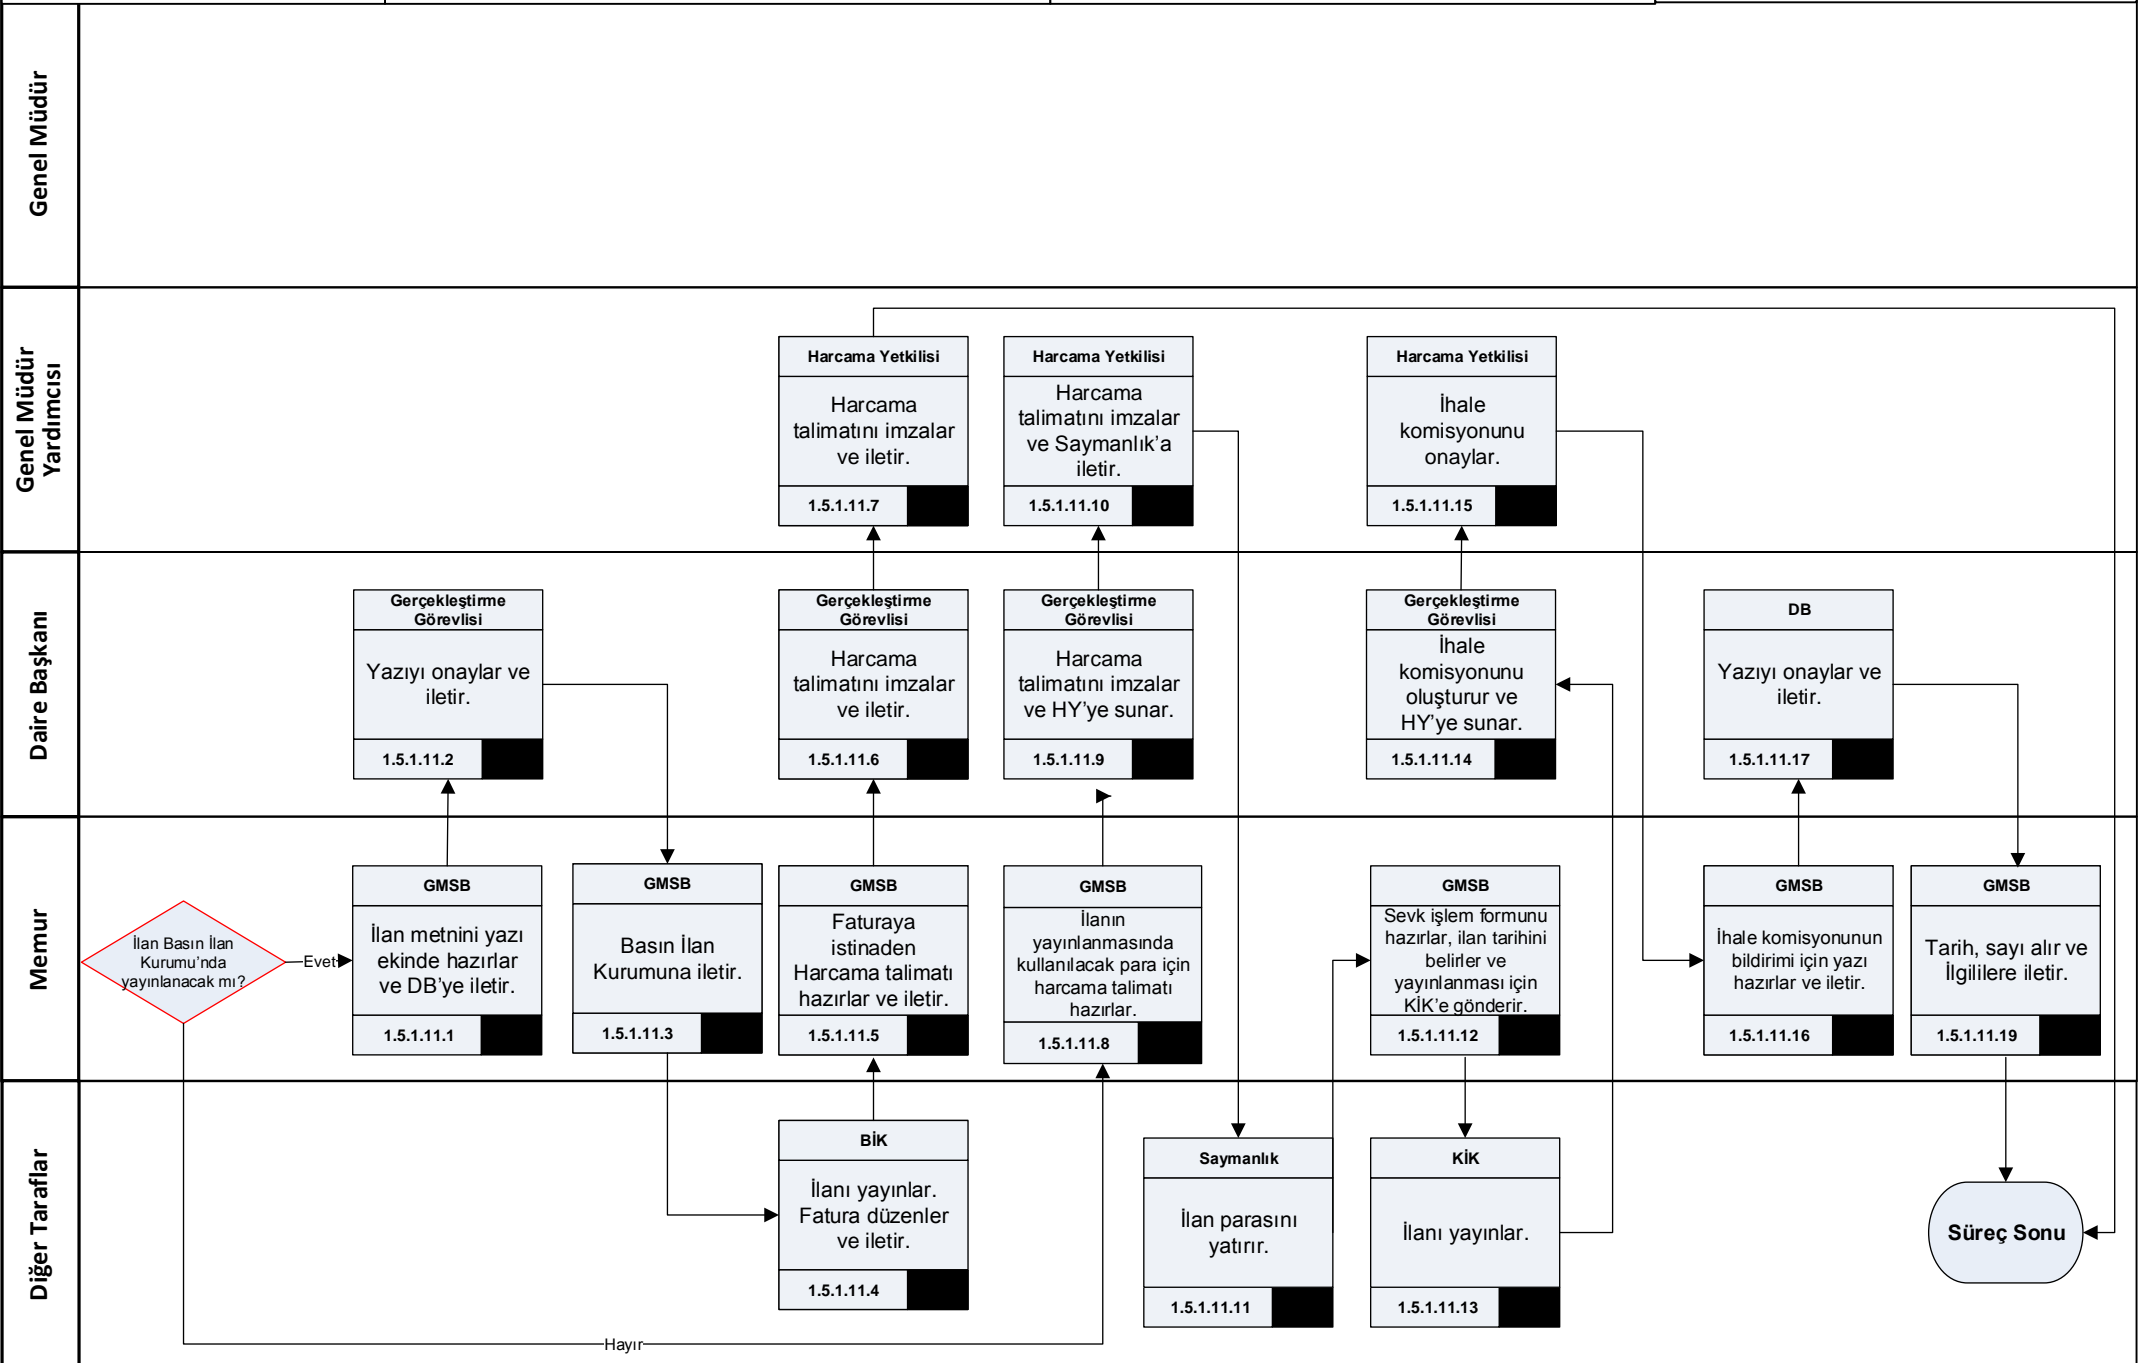 Genel Müdür
Genel Müdür
Yardımcısı
Harcama Yetkilisi
Harcama
talimatını imzalar
ve iletir.
1.5.1.11.7
Harcama Yetkilisi
Harcama
talimatını imzalar
ve Saymanlık’a
iletir.
1.5.1.11.10
Harcama Yetkilisi
İhale
komisyonunu
onaylar.
1.5.1.11.15
Daire Başkanı
Gerçekleştirme
Görevlisi
Yazıyı onaylar ve
iletir.
1.5.1.11.2
Gerçekleştirme
Görevlisi
Harcama
talimatını imzalar
ve iletir.
1.5.1.11.6
Gerçekleştirme
Görevlisi
Harcama
talimatını imzalar
ve HY’ye sunar.
1.5.1.11.9
Gerçekleştirme
Görevlisi
İhale
komisyonunu
oluşturur ve
HY’ye sunar.
1.5.1.11.14
DB
Yazıyı onaylar ve
iletir.
1.5.1.11.17
Memur
İlan Basın İlan
Kurumu’nda
yayınlanacak mı?
Evet
GMSB
İlan metnini yazı
ekinde hazırlar
ve DB’ye iletir.
1.5.1.11.1
GMSB
Basın İlan
Kurumuna iletir.
1.5.1.11.3
GMSB
Faturaya
istinaden
Harcama talimatı
hazırlar ve iletir.
1.5.1.11.5
GMSB
İlanın
yayınlanmasında
kullanılacak para için
harcama talimatı
hazırlar.
1.5.1.11.8
GMSB
Sevk işlem formunu
hazırlar, ilan tarihini
belirler ve
yayınlanması için
KİK’e gönderir.
1.5.1.11.12
GMSB
İhale komisyonunun
bildirimi için yazı
hazırlar ve iletir.
1.5.1.11.16
GMSB
Tarih, sayı alır ve
İlgililere iletir.
1.5.1.11.19
Diğer Taraflar
BİK
İlanı yayınlar.
Fatura düzenler
ve iletir.
1.5.1.11.4
Saymanlık
İlan parasını
yatırır.
1.5.1.11.11
KİK
İlanı yayınlar.
1.5.1.11.13
Süreç Sonu
Hayır